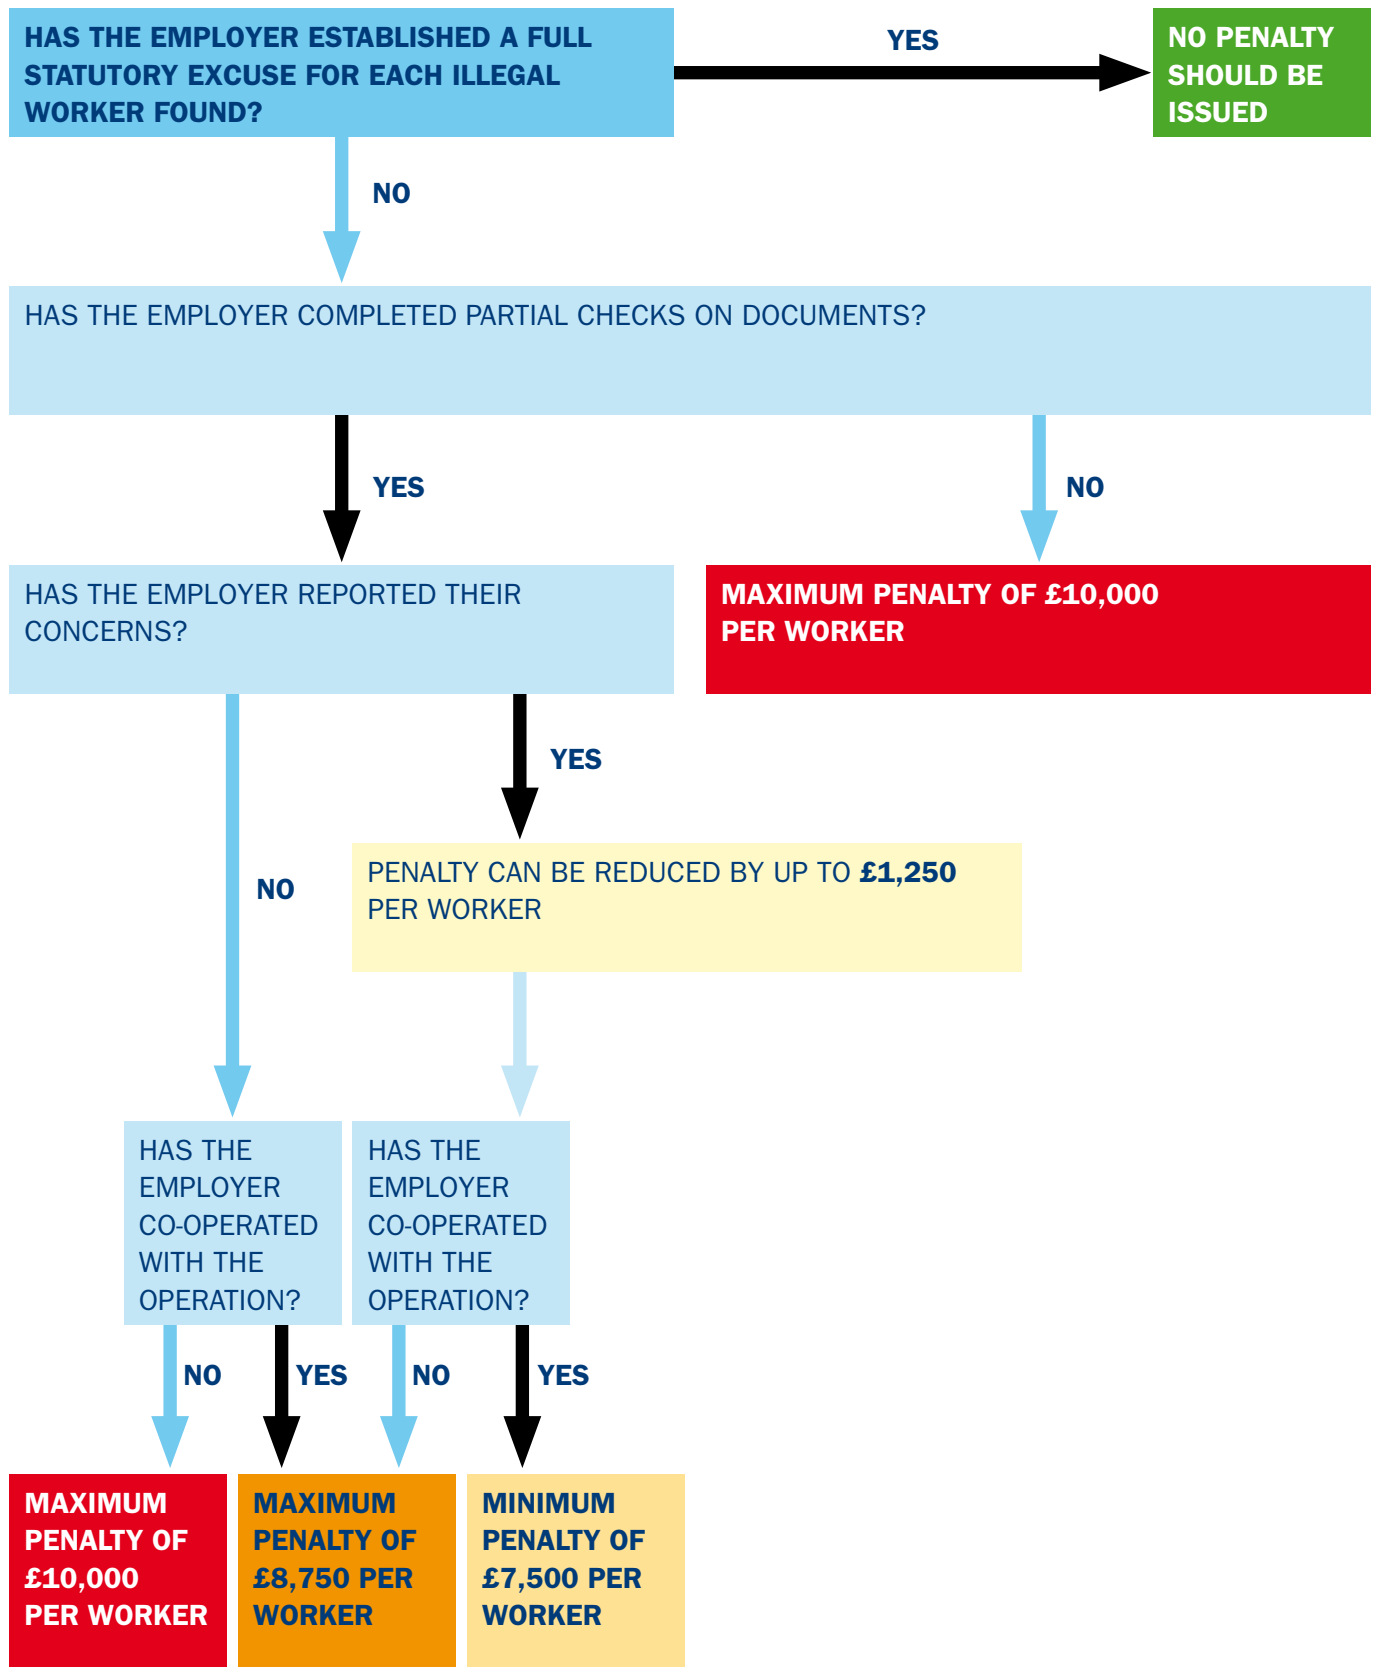 HAS THE EMPLOYER ESTABLISHED A FULL
STATUTORY EXCUSE FOR EACH ILLEGAL
WORKER FOUND?
YES
NO PENALTY
SHOULD BE
ISSUED
NO
HAS THE EMPLOYER COMPLETED PARTIAL CHECKS ON DOCUMENTS?
YES
NO
HAS THE EMPLOYER REPORTED THEIR
CONCERNS?
MAXIMUM PENALTY OF £10,000
PER WORKER
YES
NO
PENALTY CAN BE REDUCED BY UP TO £1,250
PER WORKER
HAS THE
EMPLOYER
CO-OPERATED
WITH THE
OPERATION?
HAS THE
EMPLOYER
CO-OPERATED
WITH THE
OPERATION?
NO
YES
NO
YES
MAXIMUM
PENALTY OF
£10,000
PER WORKER
MAXIMUM
PENALTY OF
£8,750 PER
WORKER
MINIMUM
PENALTY OF
£7,500 PER
WORKER